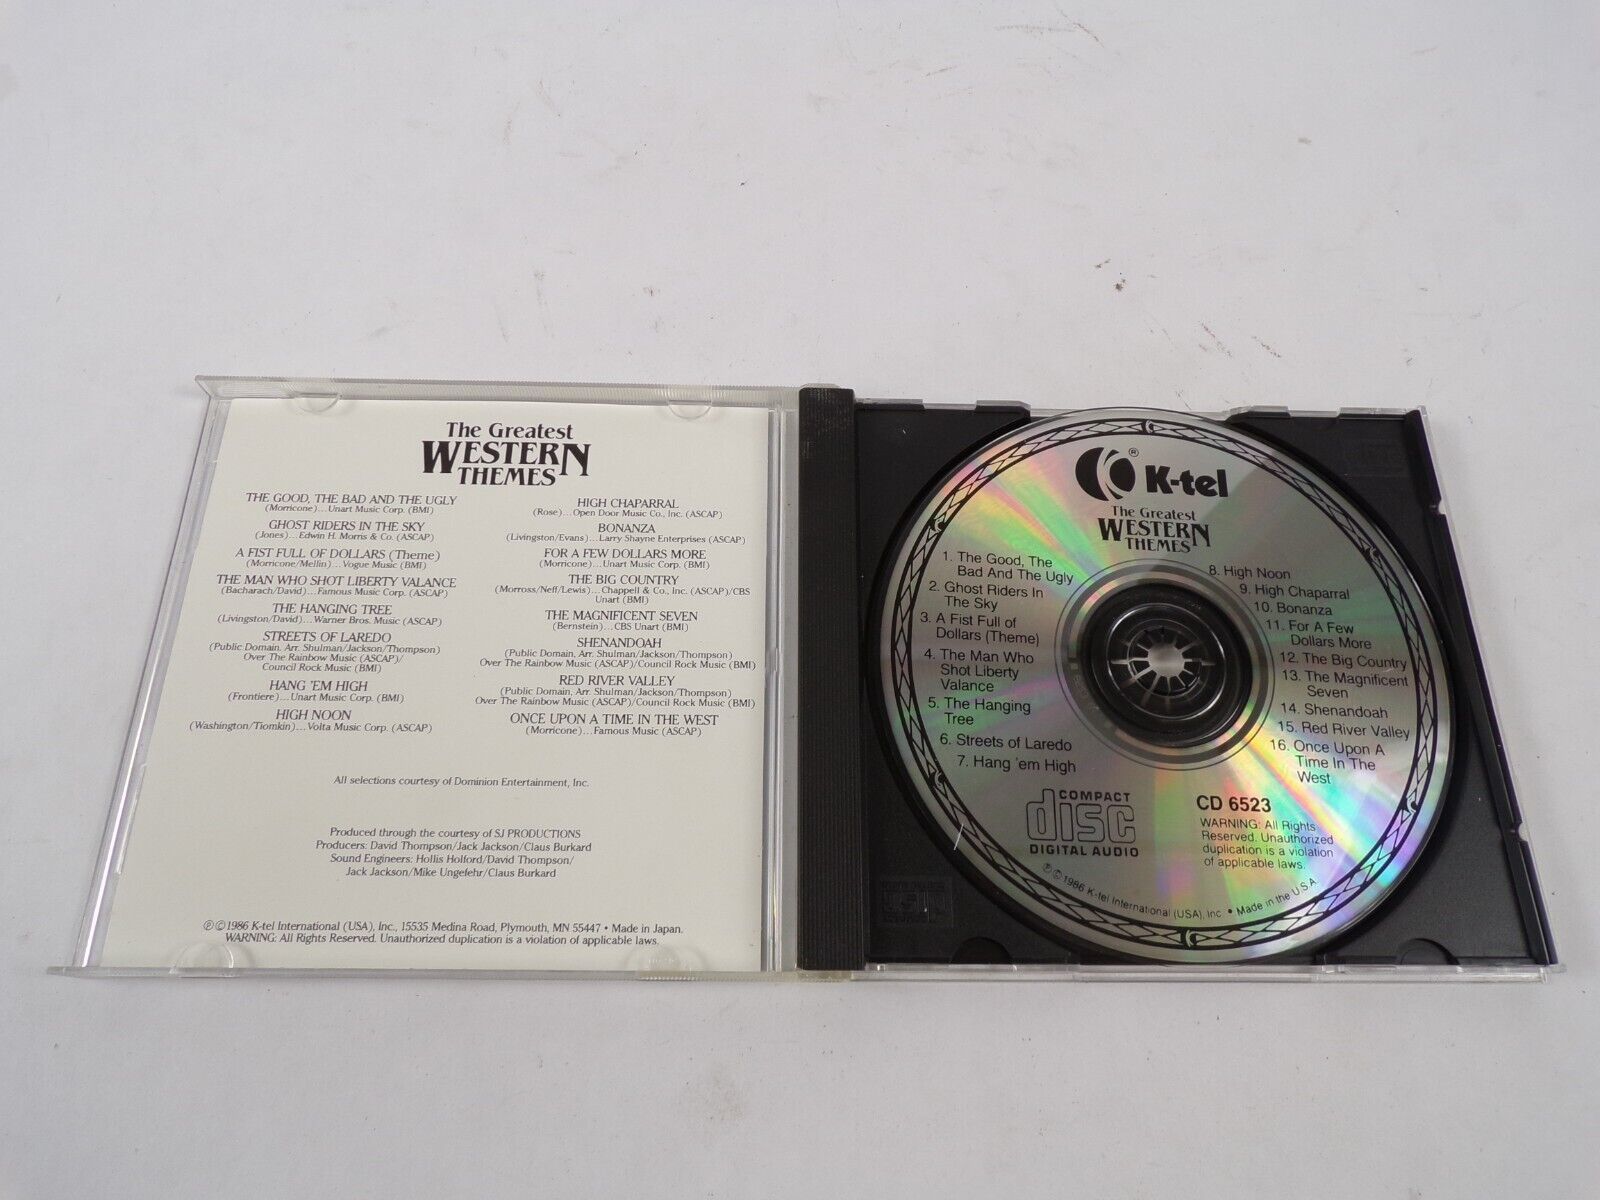 The Greatest
WESTERN
THEMES
THE GOOD, THE BAD AND THE UGLY
(Morricone)...Unart Music Corp. (BMI)
GHOST RIDERS IN THE SKY
(Jones)...Edwin H. Morris & Co. (ASCAP)
A FIST FULL OF DOLLARS (Theme)
(Morricone/Mellin)...Vogue Music (BMI)
THE MAN WHO SHOT LIBERTY VALANCE
(Bacharach/David)...Famous Music Corp. (ASCAP)
THE HANGING TREE
(Livingston/David)...Warner Bros. Music (ASCAP)
STREETS OF LAREDO
(Public Domain, Arr. Shulman/Jackson/Thompson)
Over The Rainbow Music (ASCAP)/
Council Rock Music (BMI)
HANG 'EM HIGH
(Frontiere)...Unart Music Corp. (BMI)
HIGH NOON
(Washington/Tiomkin)...Volta Music Corp. (ASCAP)
HIGH CHAPARRAL
(Rose)...Open Door Music Co., Inc. (ASCAP)
BONANZA
(Livingston/Evans)...Larry Shayne Enterprises (ASCAP)
FOR A FEW DOLLARS MORE
(Morricone)...Unart Music Corp. (BMI)
THE BIG COUNTRY
(Morross/Neff/Lewis)...Chappell & Co., Inc. (ASCAP)/CBS
Unart (BMI)
THE MAGNIFICENT SEVEN
(Bernstein)...CBS Unart (BMI)
SHENANDOAH
(Public Domain, Arr. Shulman/Jackson/Thompson)
Over The Rainbow Music (ASCAP)/Council Rock Music (BMI)
RED RIVER VALLEY
(Public Domain, Arr. Shulman/Jackson/Thompson)
Over The Rainbow Music (ASCAP)/Council Rock Music (BMI)
ONCE UPON A TIME IN THE WEST
(Morricone)...Famous Music (ASCAP)
All selections courtesy of Dominion Entertainment, Inc.
Produced through the courtesy of SJ PRODUCTIONS
Producers: David Thompson/Jack Jackson/Claus Burkard
Sound Engineers: Hollis Holford/David Thompson/
Jack Jackson/Mike Ungefehr/Claus Burkard
℗©1986 K-tel International (USA), Inc., 15535 Medina Road, Plymouth, MN 55447 • Made in Japan.
WARNING: All Rights Reserved. Unauthorized duplication is a violation of applicable laws.
® K-tel
The Greatest
WESTERN
THEMES
1. The Good, The
Bad And The Ugly
2. Ghost Riders In
The Sky
3. A Fist Full of
Dollars (Theme)
4. The Man Who
Shot Liberty
Valance
5. The Hanging
Tree
6. Streets of Laredo
7. Hang 'em High
8. High Noon
9. High Chaparral
10. Bonanza
11. For A Few
Dollars More
12. The Big Country
13. The Magnificent
Seven
14. Shenandoah
15. Red River Valley
16. Once Upon A
Time In The
West
COMPACT
disc
DIGITAL AUDIO
CD 6523
WARNING: All Rights
Reserved. Unauthorized
duplication is a violation
of applicable laws.
℗©1986 K-tel International (USA), Inc • Made in the U.S.A.